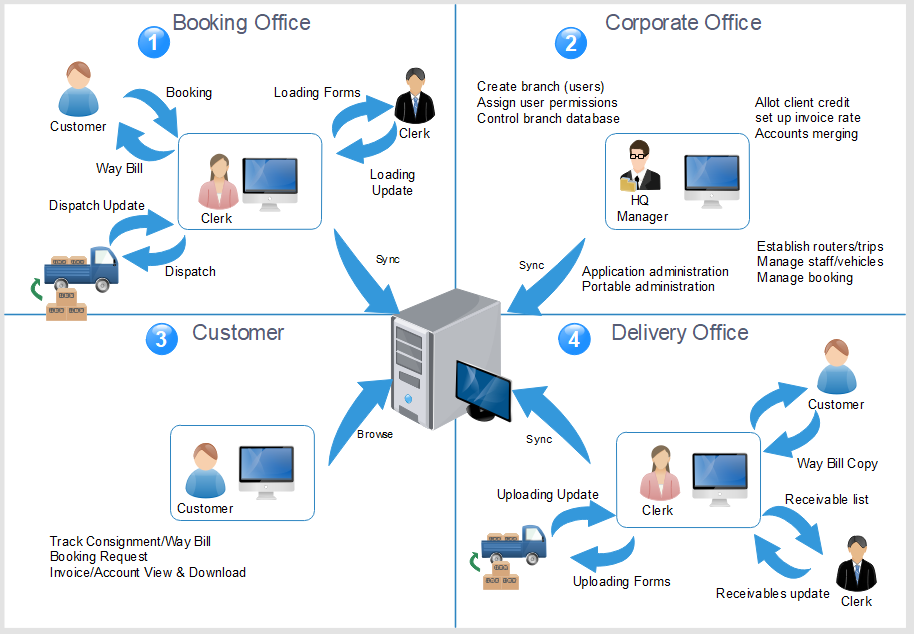 Booking Office
1
Customer
Booking
Way Bill
Loading Forms
Clerk
Loading
Update
Clerk
Dispatch Update
Dispatch
Sync
Corporate Office
2
Create branch (users)
Assign user permissions
Control branch database
Allot client credit
set up invoice rate
Accounts merging
HQ
Manager
Sync
Application administration
Portable administration
Establish routers/trips
Manage staff/vehicles
Manage booking
3
Customer
Browse
Customer
Track Consignment/Way Bill
Booking Request
Invoice/Account View & Download
4
Delivery Office
Customer
Sync
Way Bill Copy
Clerk
Uploading Update
Receivable list
Uploading Forms
Receivables update
Clerk